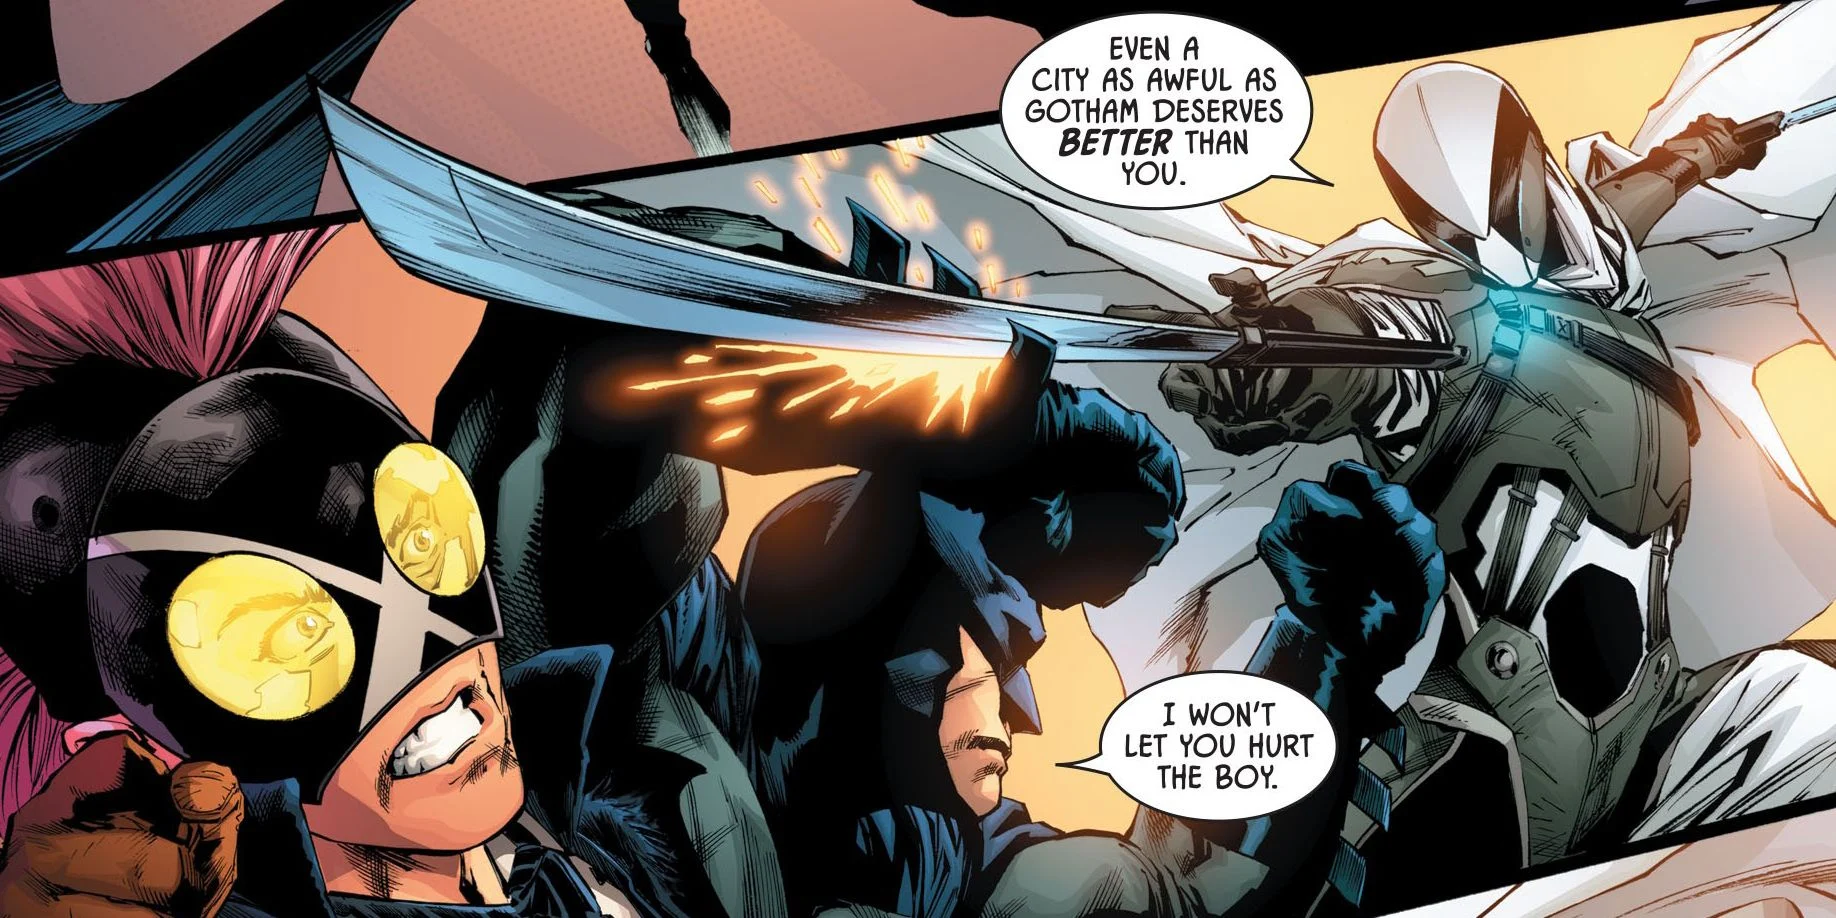 EVEN A
CITY AS AWFUL AS
GOTHAM DESERVES
BETTER THAN
YOU.
I WON'T
LET YOU HURT
THE BOY.